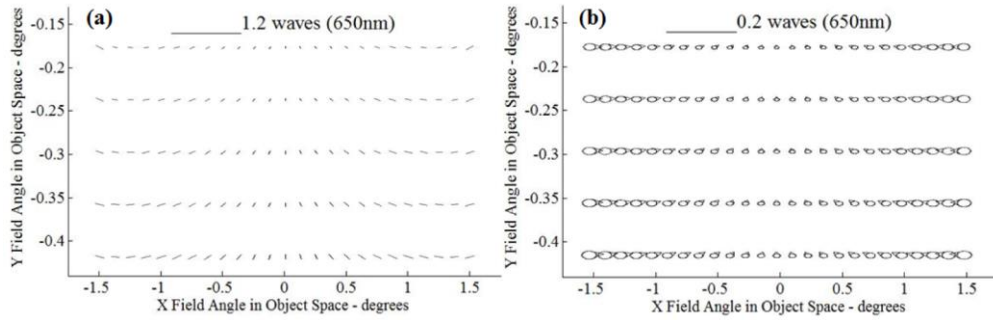 (a)
1.2 waves (650nm)
Y Field Angle in Object Space - degrees
-0.15
-0.2
-0.25
-0.3
-0.35
-0.4
-1.5 -1 -0.5 0 0.5 1 1.5
X Field Angle in Object Space - degrees
(b)
0.2 waves (650nm)
Y Field Angle in Object Space - degrees
-0.15
-0.2
-0.25
-0.3
-0.35
-0.4
-1.5 -1 -0.5 0 0.5 1 1.5
X Field Angle in Object Space - degrees